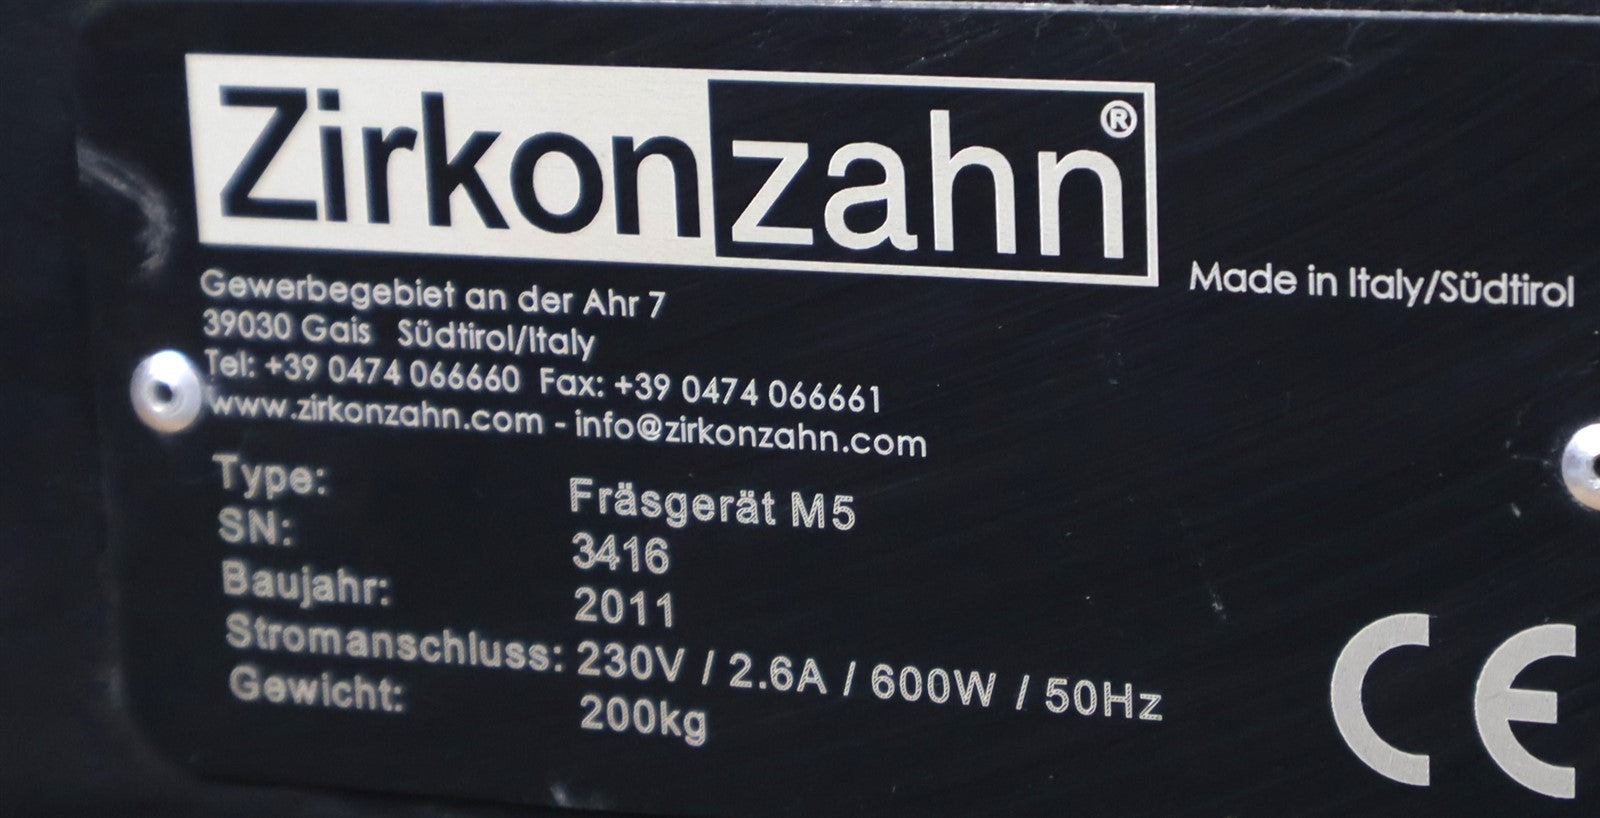 Zirkonzahn®
Made in Italy/Südtirol
Gewerbegebiet an der Ahr 7
39030 Gais Südtirol/Italy
Tel: +39 0474 066660 Fax: +39 0474 066661
www.zirkonzahn.com - info@zirkonzahn.com
Type: Fräsgerät M5
SN: 3416
Baujahr: 2011
Stromanschluss: 230V / 2.6A / 600W / 50Hz
Gewicht: 200kg
CE